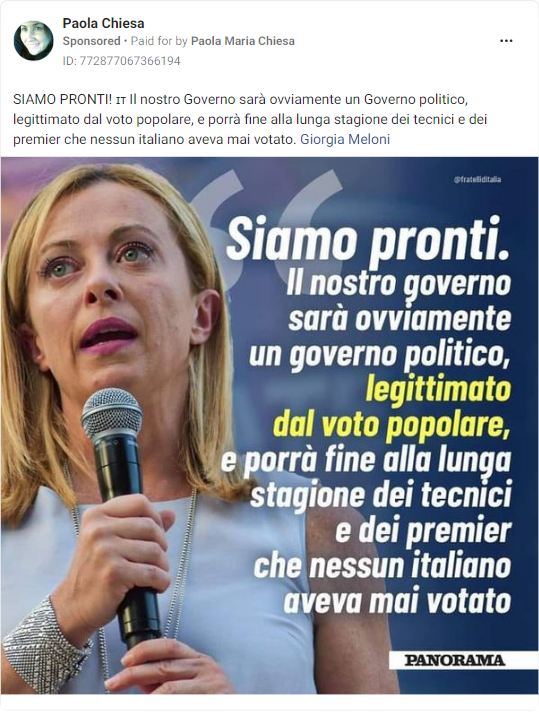 Paola Chiesa
Sponsored • Paid for by Paola Maria Chiesa
ID: 772877067366194
SIAMO PRONTI! IT Il nostro Governo sarà ovviamente un Governo politico,
legittimato dal voto popolare, e porrà fine alla lunga stagione dei tecnici e dei
premier che nessun italiano aveva mai votato. Giorgia Meloni
@fratelliditalia
Siamo pronti.
Il nostro governo
sarà ovviamente
un governo politico,
legittimato
dal voto popolare,
e porrà fine alla lunga
stagione dei tecnici
e dei premier
che nessun italiano
aveva mai votato
PANORAMA